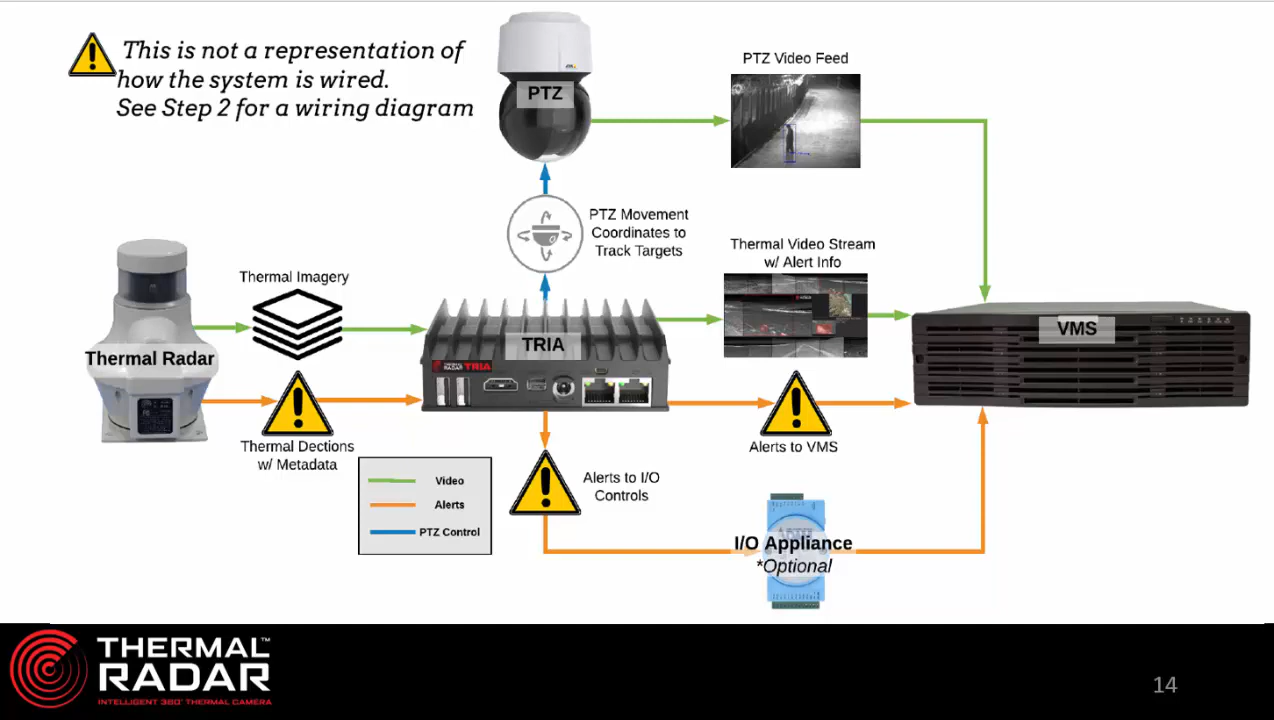 This is not a representation of
how the system is wired.
See Step 2 for a wiring diagram
PTZ
PTZ Video Feed
PTZ Movement
Coordinates to
Track Targets
Thermal Video Stream
w/ Alert Info
Thermal Imagery
Thermal Radar
TRIA
THERMAL
RADAR TRIA
VMS
Thermal Dections
w/ Metadata
Alerts to VMS
Video
Alerts
PTZ Control
Alerts to I/O
Controls
I/O Appliance
*Optional
THERMAL™
RADAR
INTELLIGENT 360° THERMAL CAMERA
14